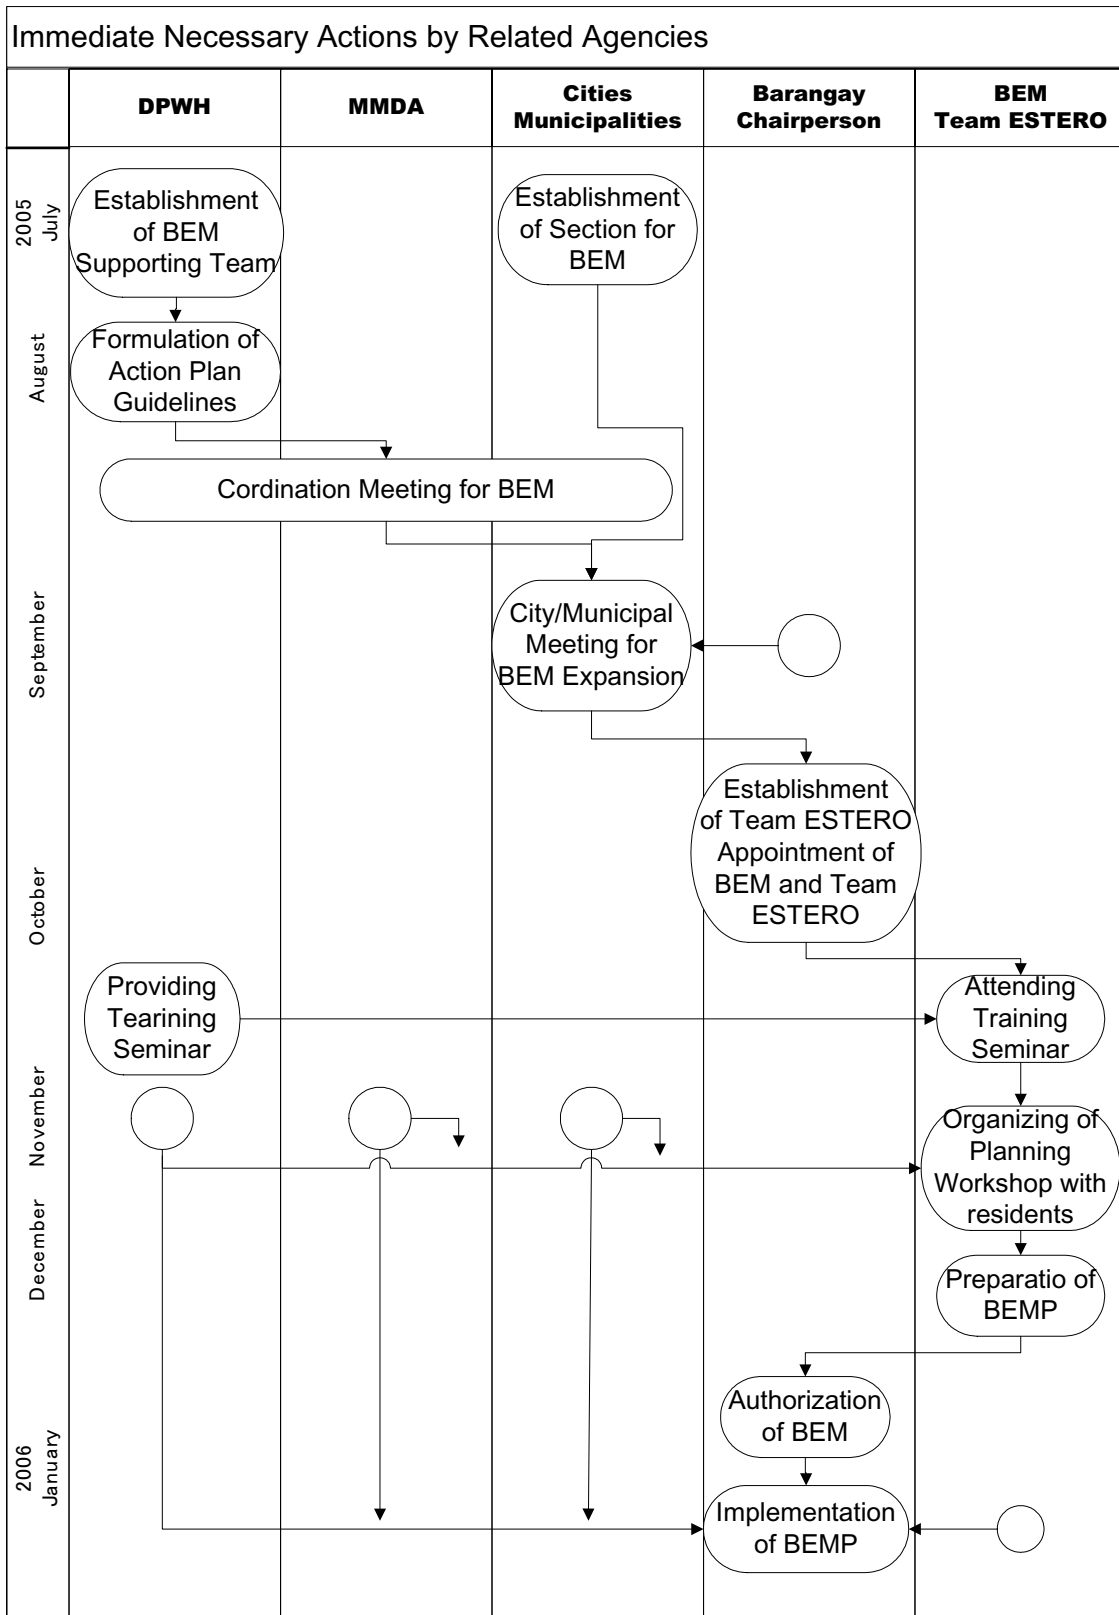 Immediate Necessary Actions by Related Agencies
DPWH
MMDA
Cities
Municipalities
Barangay
Chairperson
BEM
Team ESTERO
2005
July
Establishment
of BEM
Supporting Team
Establishment
of Section for
BEM
August
Formulation of
Action Plan
Guidelines
Cordination Meeting for BEM
September
City/Municipal
Meeting for
BEM Expansion
Establishment
of Team ESTERO
Appointment of
BEM and Team
ESTERO
October
Providing
Tearining
Seminar
Attending
Training
Seminar
November
Organizing of
Planning
Workshop with
residents
December
Preparatio of
BEMP
Authorization
of BEM
2006
January
Implementation
of BEMP